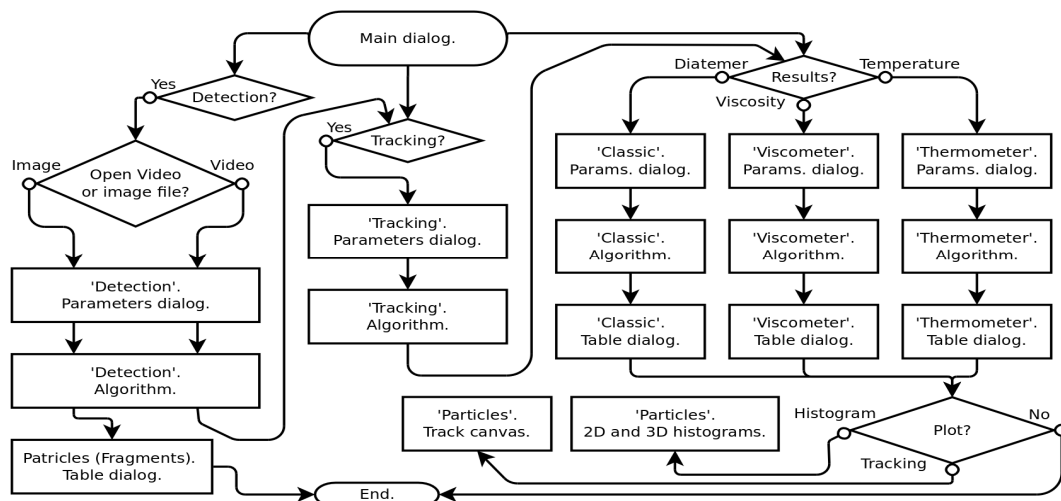 Main dialog.
Yes
Detection?
Image
Open Video
or image file?
Video
'Detection'.
Parameters dialog.
'Detection'.
Algorithm.
Patricles (Fragments).
Table dialog.
Yes
Tracking?
'Tracking'.
Parameters dialog.
'Tracking'.
Algorithm.
Diatemer
Results?
Temperature
Viscosity
'Classic'.
Params. dialog.
'Viscometer'.
Params. dialog.
'Thermometer'.
Params. dialog.
'Classic'.
Algorithm.
'Viscometer'.
Algorithm.
'Thermometer'.
Algorithm.
'Classic'.
Table dialog.
'Viscometer'.
Table dialog.
'Thermometer'.
Table dialog.
'Particles'.
Track canvas.
'Particles'.
2D and 3D histograms.
Histogram
Plot?
No
Tracking
End.